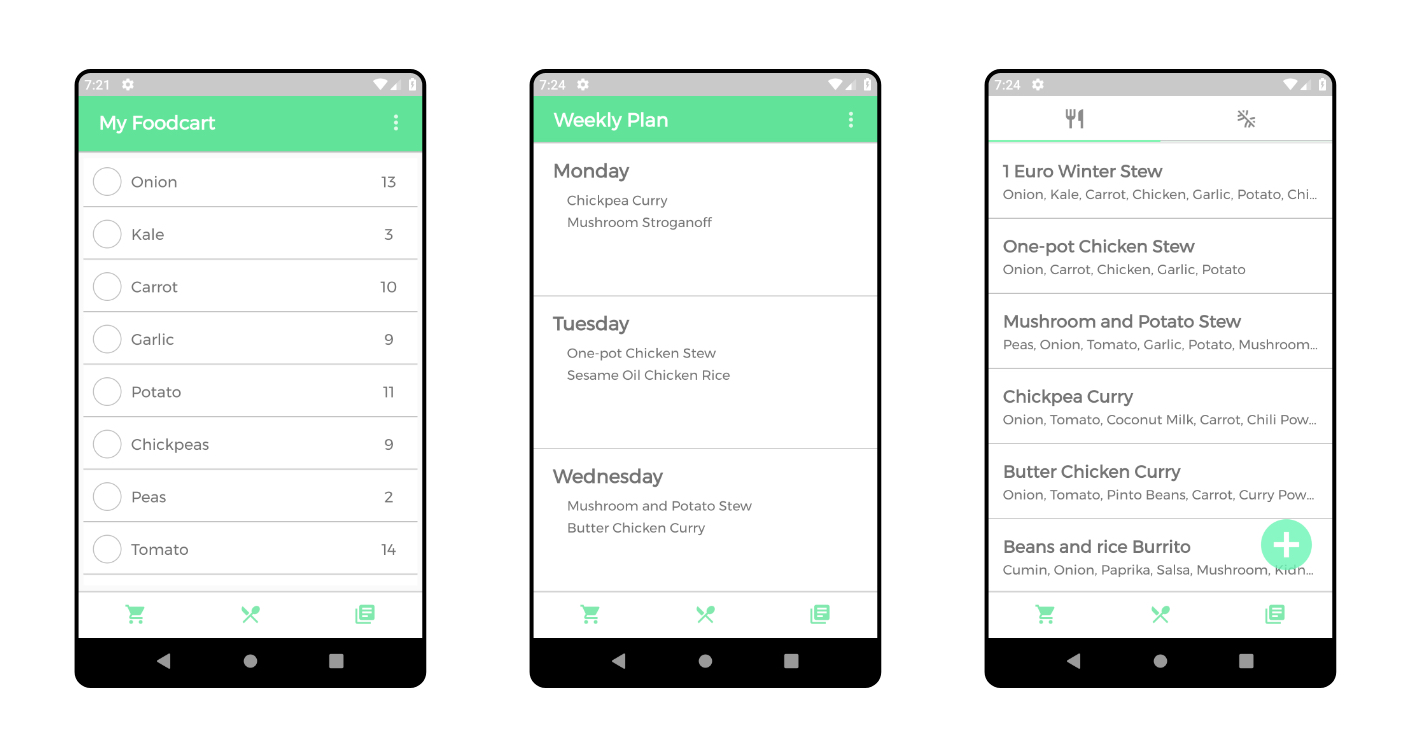 7:21
My Foodcart
Onion 13
Kale 3
Carrot 10
Garlic 9
Potato 11
Chickpeas 9
Peas 2
Tomato 14
7:24
Weekly Plan
Monday
Chickpea Curry
Mushroom Stroganoff
Tuesday
One-pot Chicken Stew
Sesame Oil Chicken Rice
Wednesday
Mushroom and Potato Stew
Butter Chicken Curry
7:24
1 Euro Winter Stew
Onion, Kale, Carrot, Chicken, Garlic, Potato, Chi...
One-pot Chicken Stew
Onion, Carrot, Chicken, Garlic, Potato
Mushroom and Potato Stew
Peas, Onion, Tomato, Garlic, Potato, Mushroom...
Chickpea Curry
Onion, Tomato, Coconut Milk, Carrot, Chili Pow...
Butter Chicken Curry
Onion, Tomato, Pinto Beans, Carrot, Curry Pow...
Beans and rice Burrito
Cumin, Onion, Paprika, Salsa, Mushroom, Kidn...